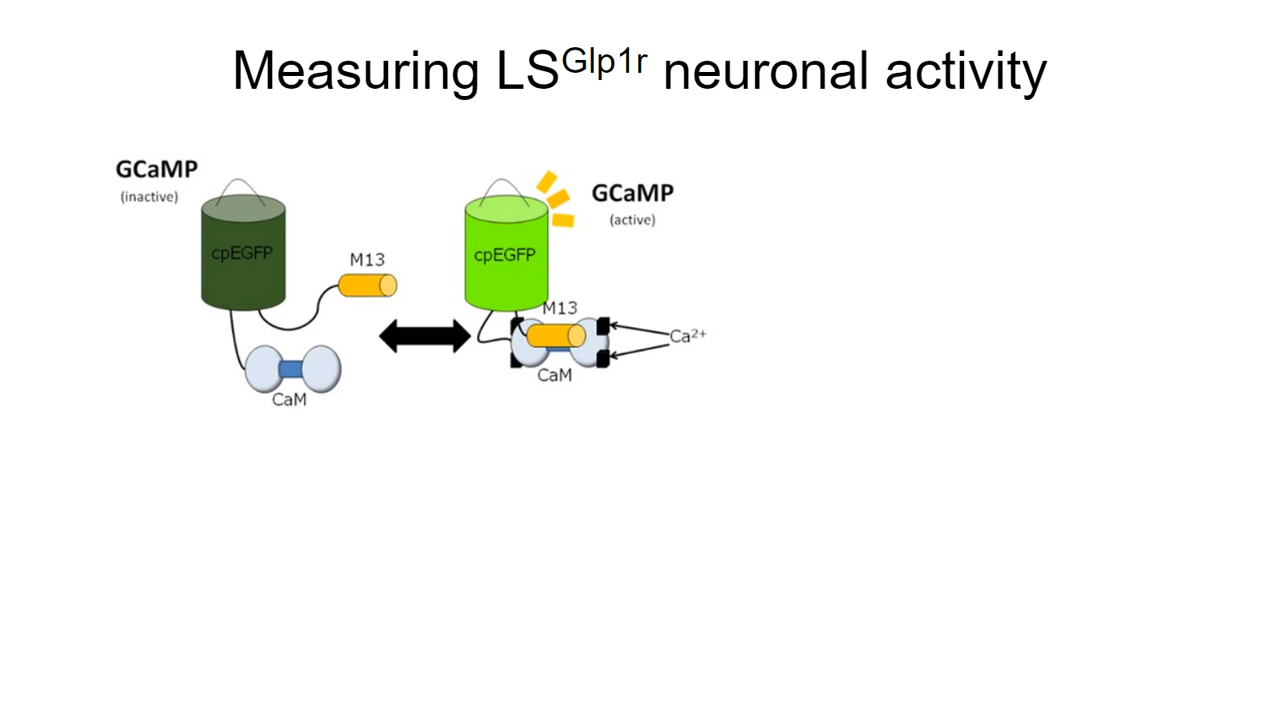 Measuring LSGlp1r neuronal activity
GCaMP
(inactive)
cpEGFP
M13
CaM
GCaMP
(active)
cpEGFP
M13
CaM
Ca2+